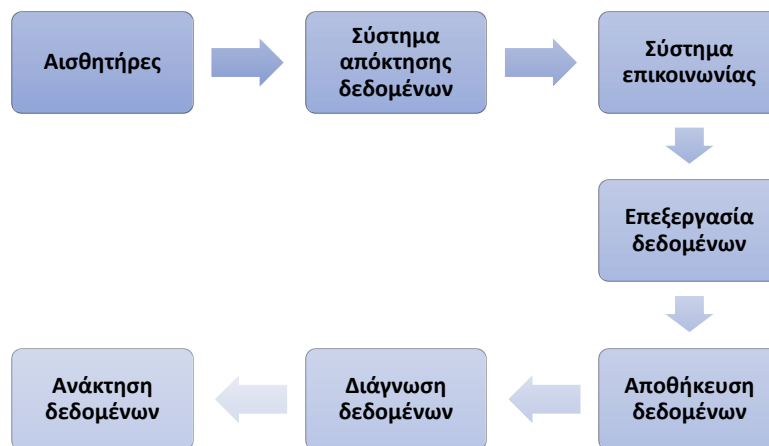 Αισθητήρες
Σύστημα
απόκτησης
δεδομένων
Σύστημα
επικοινωνίας
Επεξεργασία
δεδομένων
Αποθήκευση
δεδομένων
Διάγνωση
δεδομένων
Ανάκτηση
δεδομένων